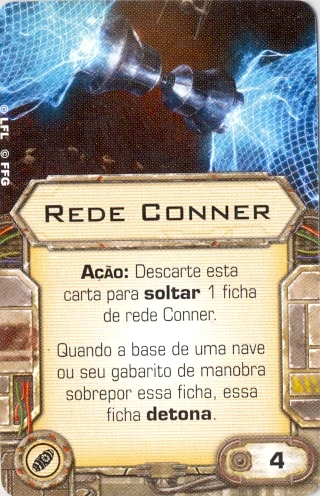 © LFL © FFG
REDE CONNER
AÇÃO: Descarte esta
carta para soltar 1 ficha
de rede Conner.
Quando a base de uma nave
ou seu gabarito de manobra
sobrepor essa ficha, essa
ficha detona.
4